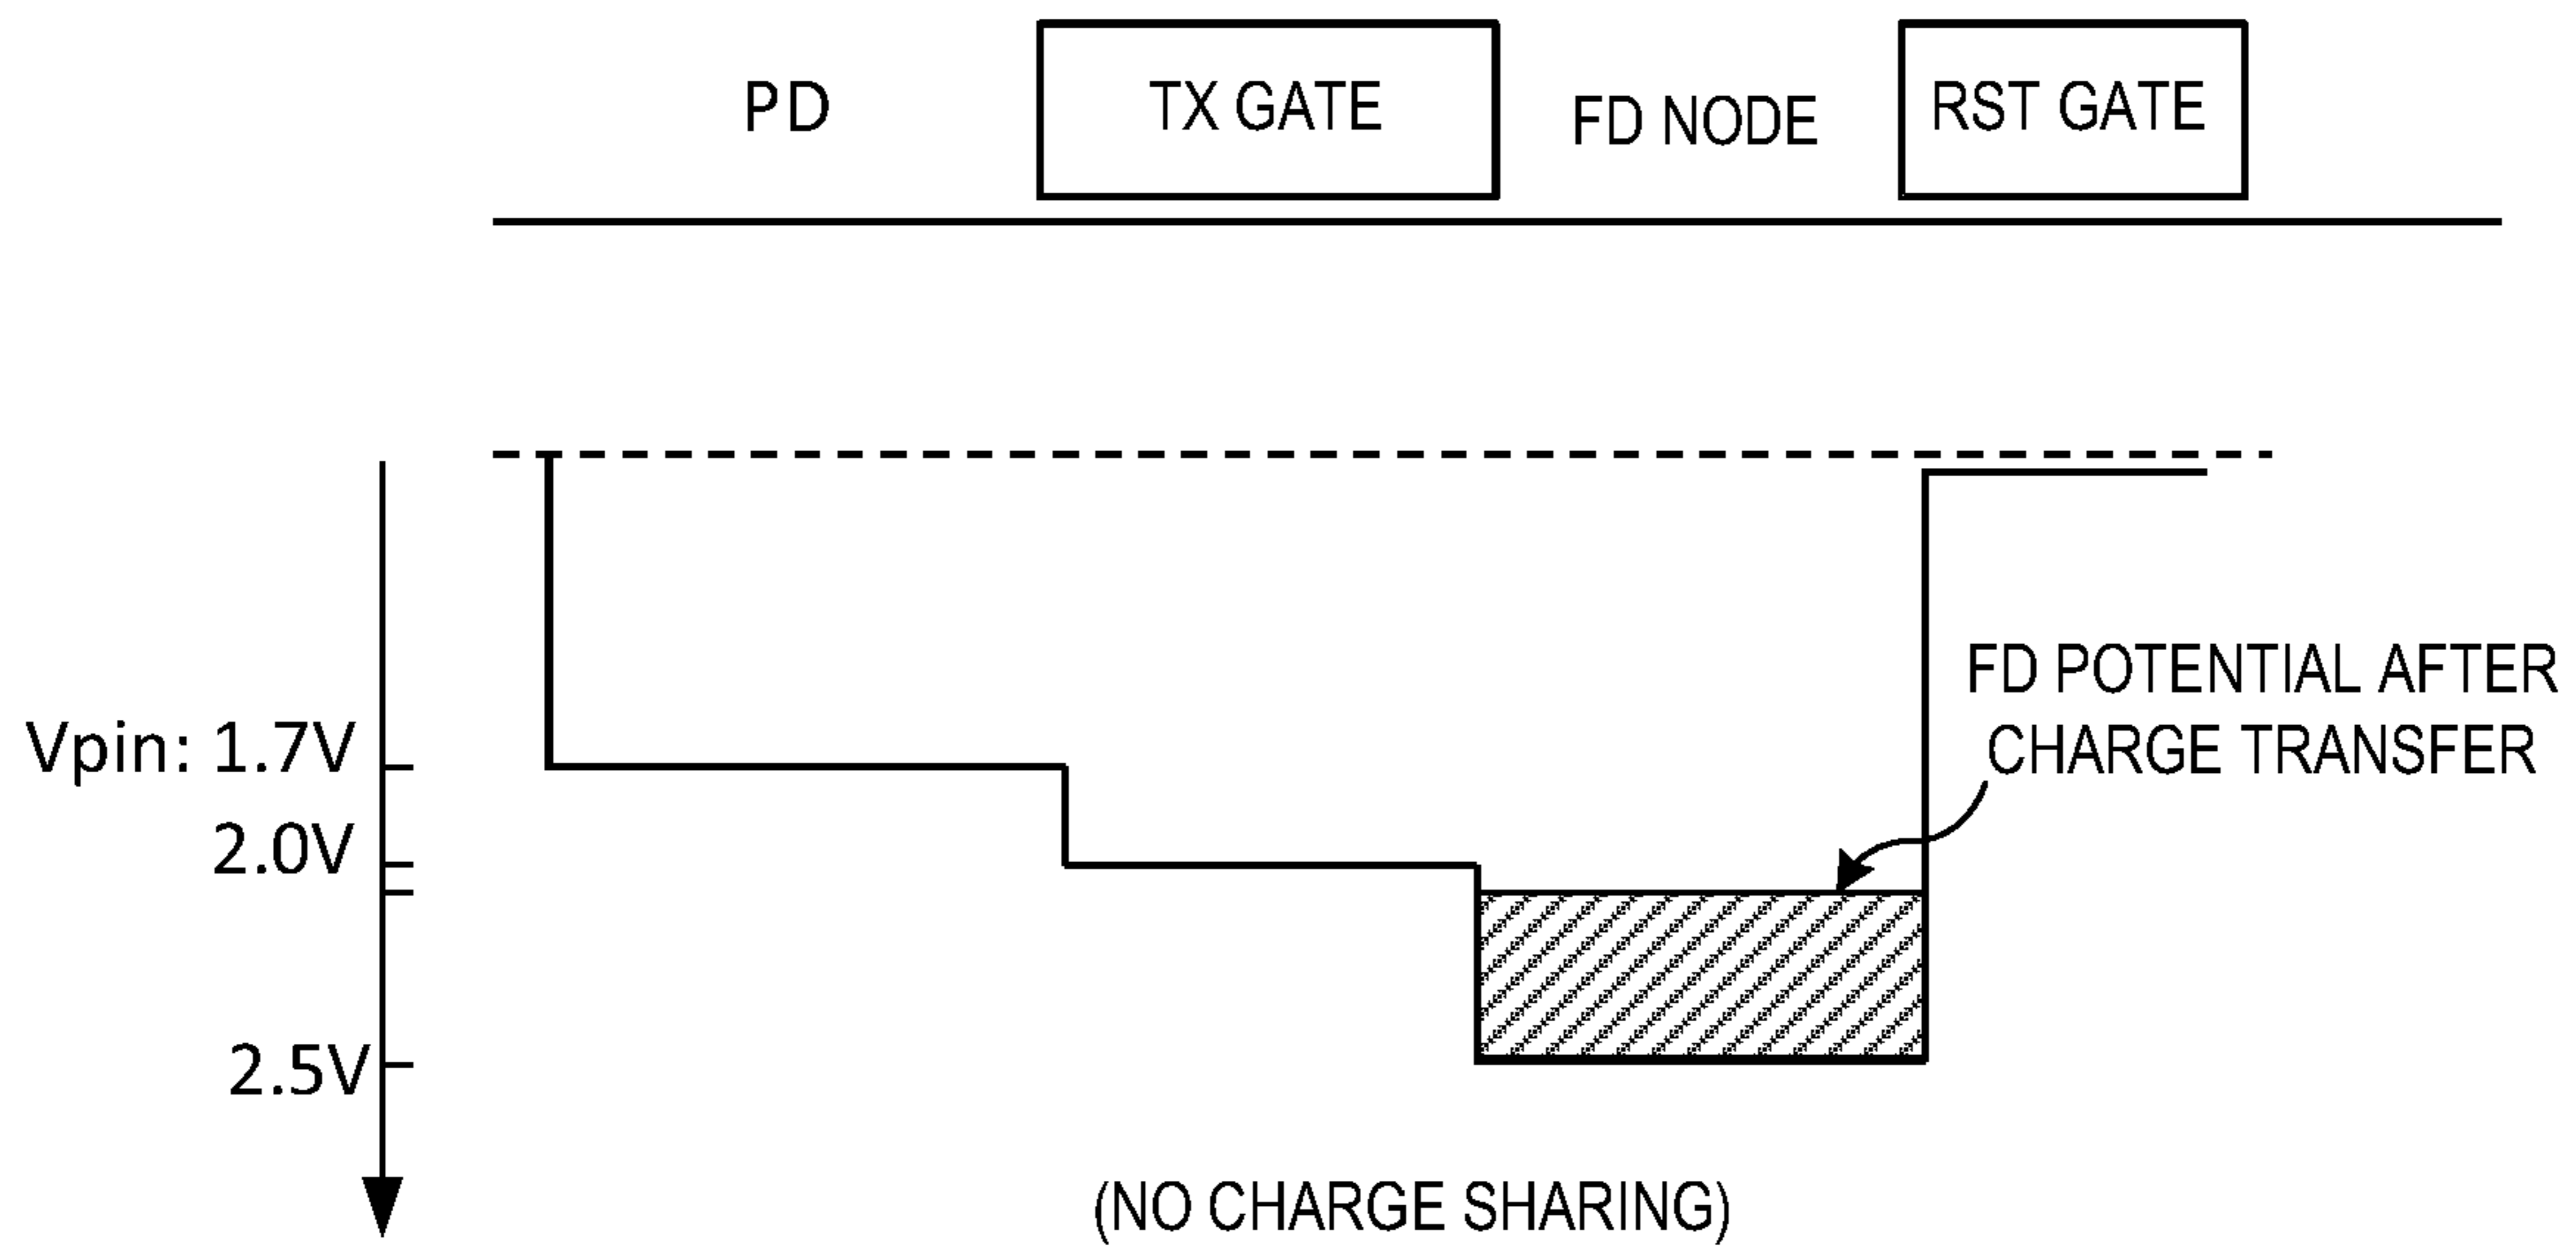 PD
TX GATE
FD NODE
RST GATE
FD POTENTIAL AFTER
CHARGE TRANSFER
Vpin: 1.7V
2.0V
2.5V
(NO CHARGE SHARING)